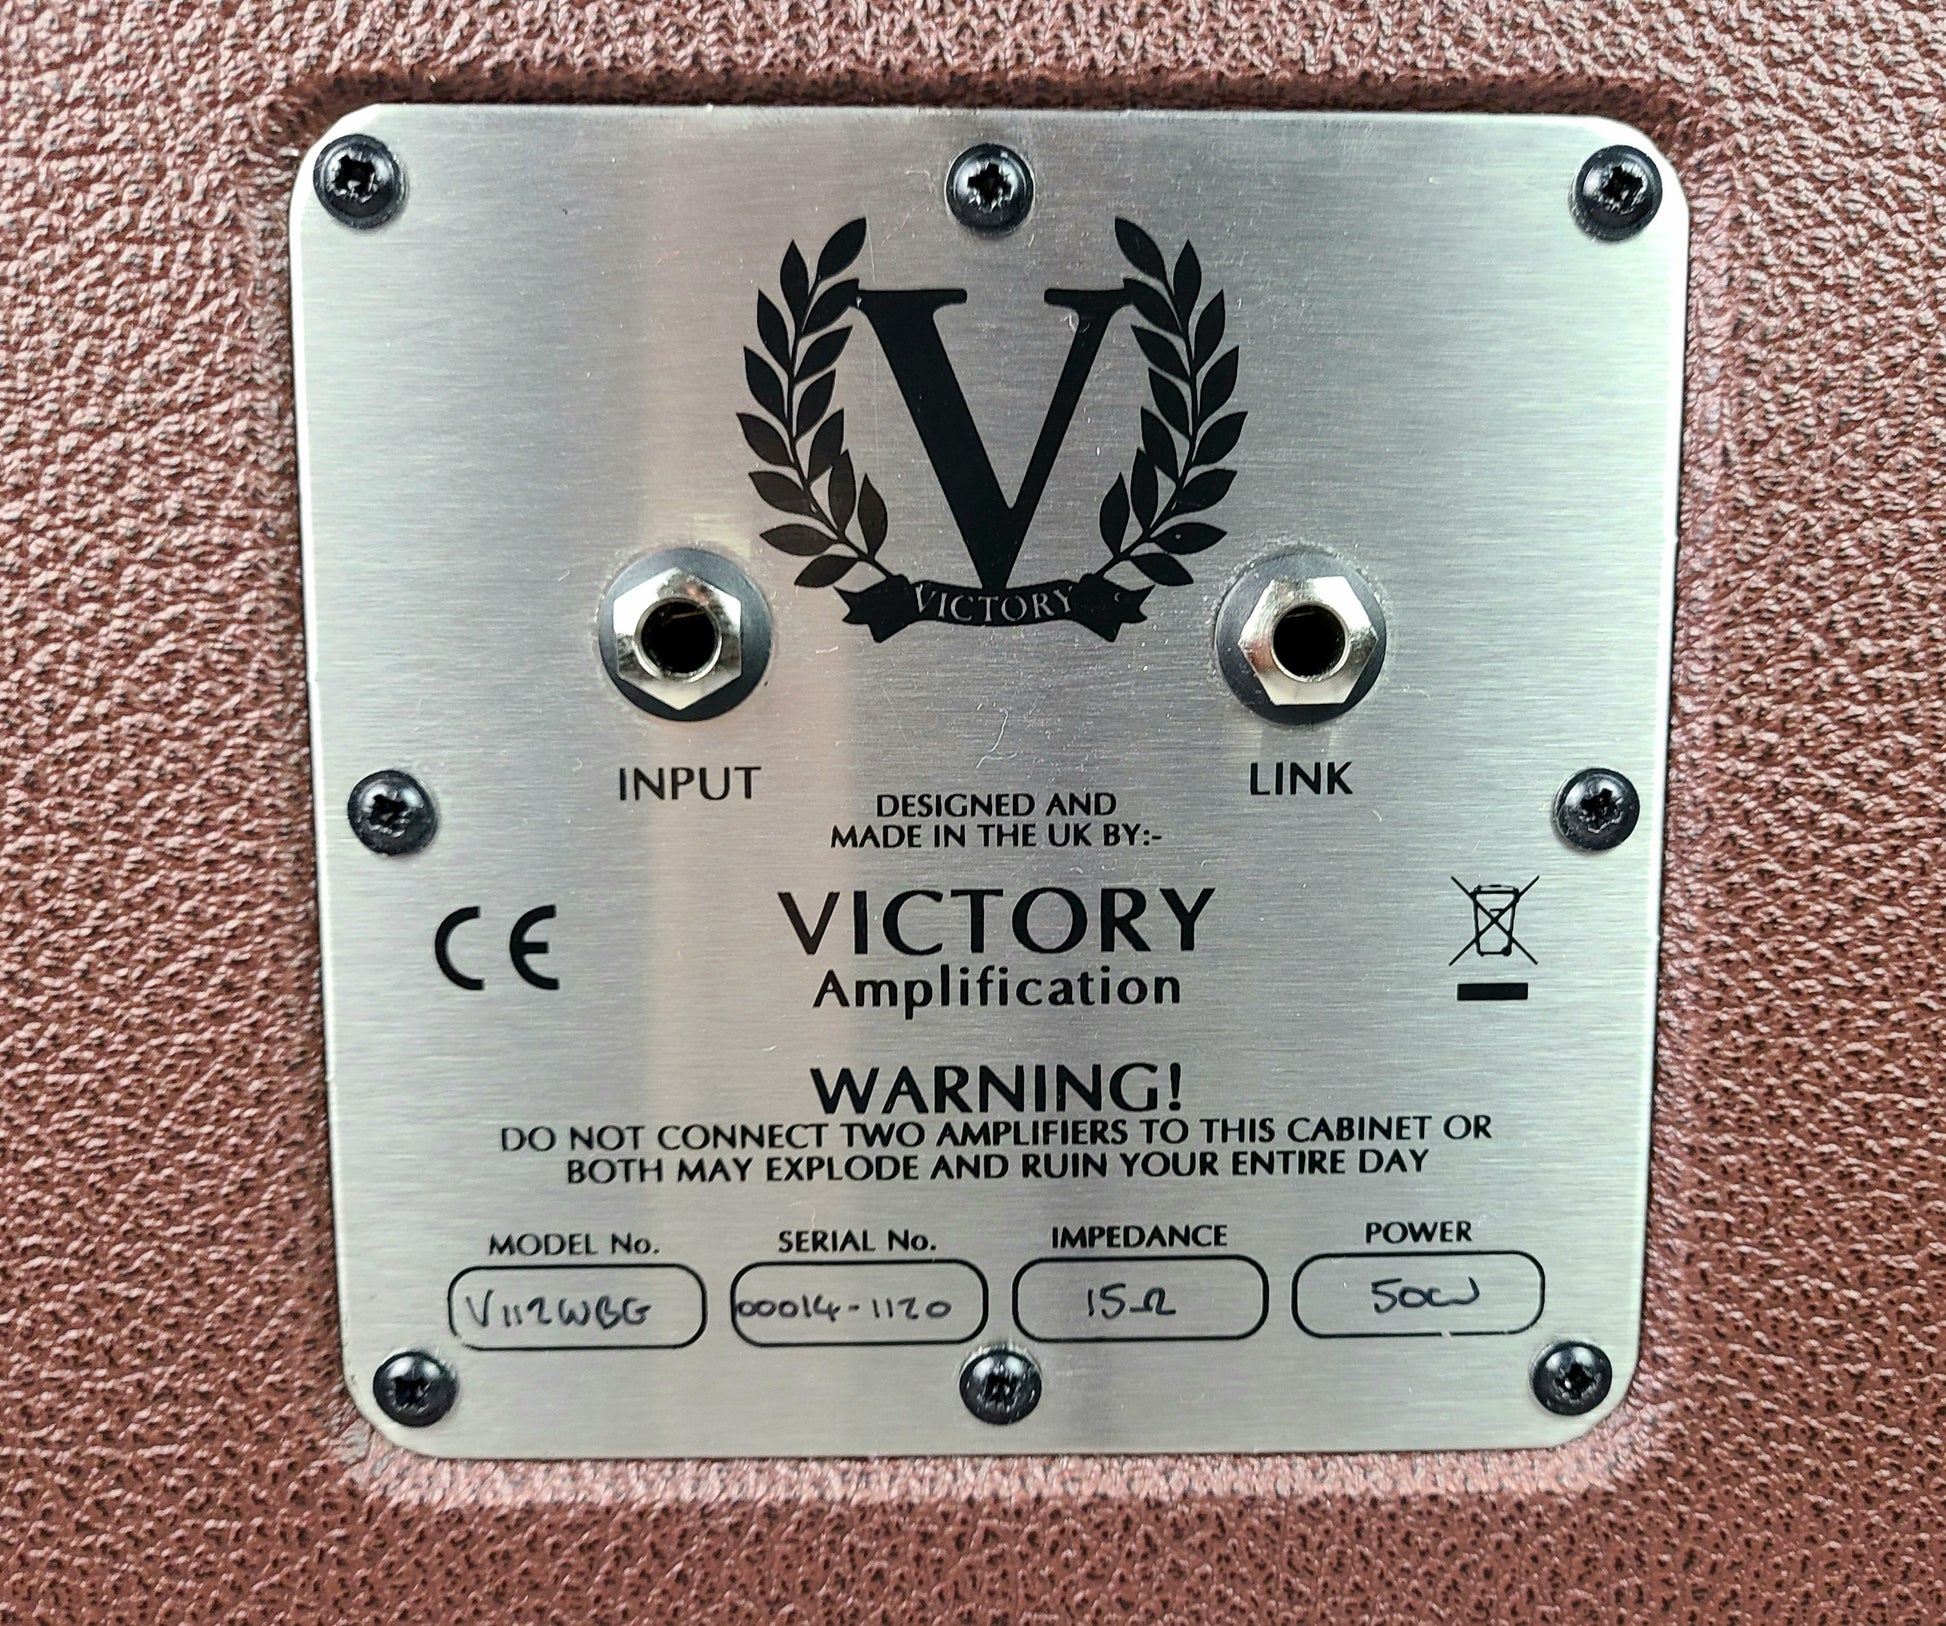 V
VICTORY
INPUT
LINK
DESIGNED AND
MADE IN THE UK BY:-
VICTORY
Amplification
CE
WARNING!
DO NOT CONNECT TWO AMPLIFIERS TO THIS CABINET OR
BOTH MAY EXPLODE AND RUIN YOUR ENTIRE DAY
MODEL No. SERIAL No. IMPEDANCE POWER
V112WBG 00014-1120 15Ω 50W